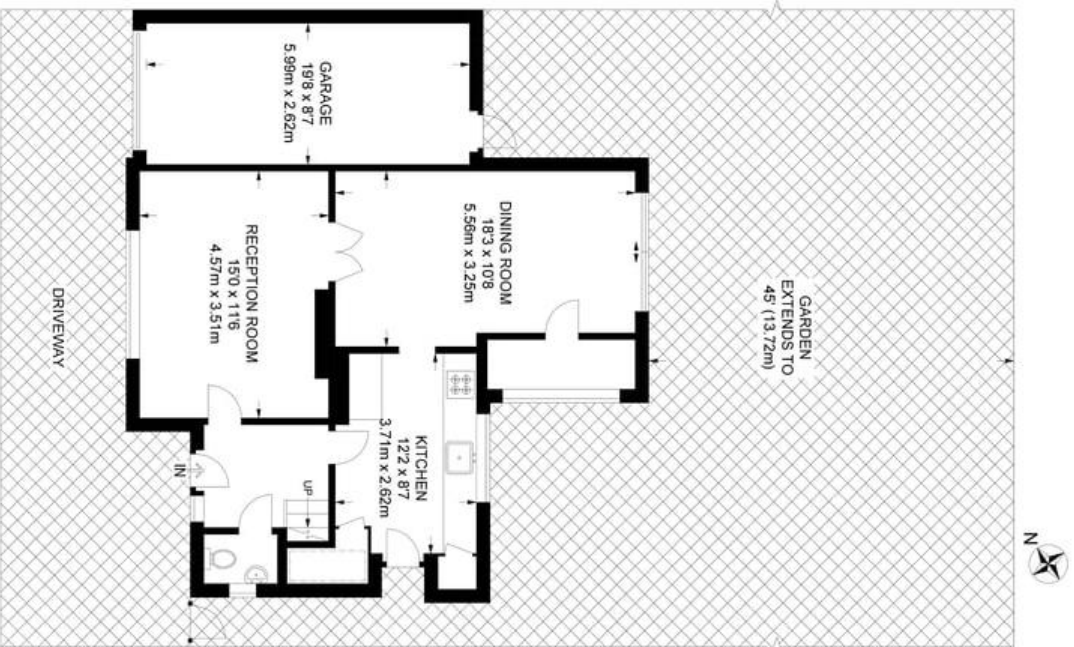 GARAGE
19'8 x 8'7
5.99m x 2.62m
RECEPTION ROOM
15'0 x 11'6
4.57m x 3.51m
DINING ROOM
18'3 x 10'8
5.56m x 3.25m
KITCHEN
12'2 x 8'7
3.71m x 2.62m
UP
IN
DRIVEWAY
GARDEN
EXTENDS TO
45' (13.72m)
N